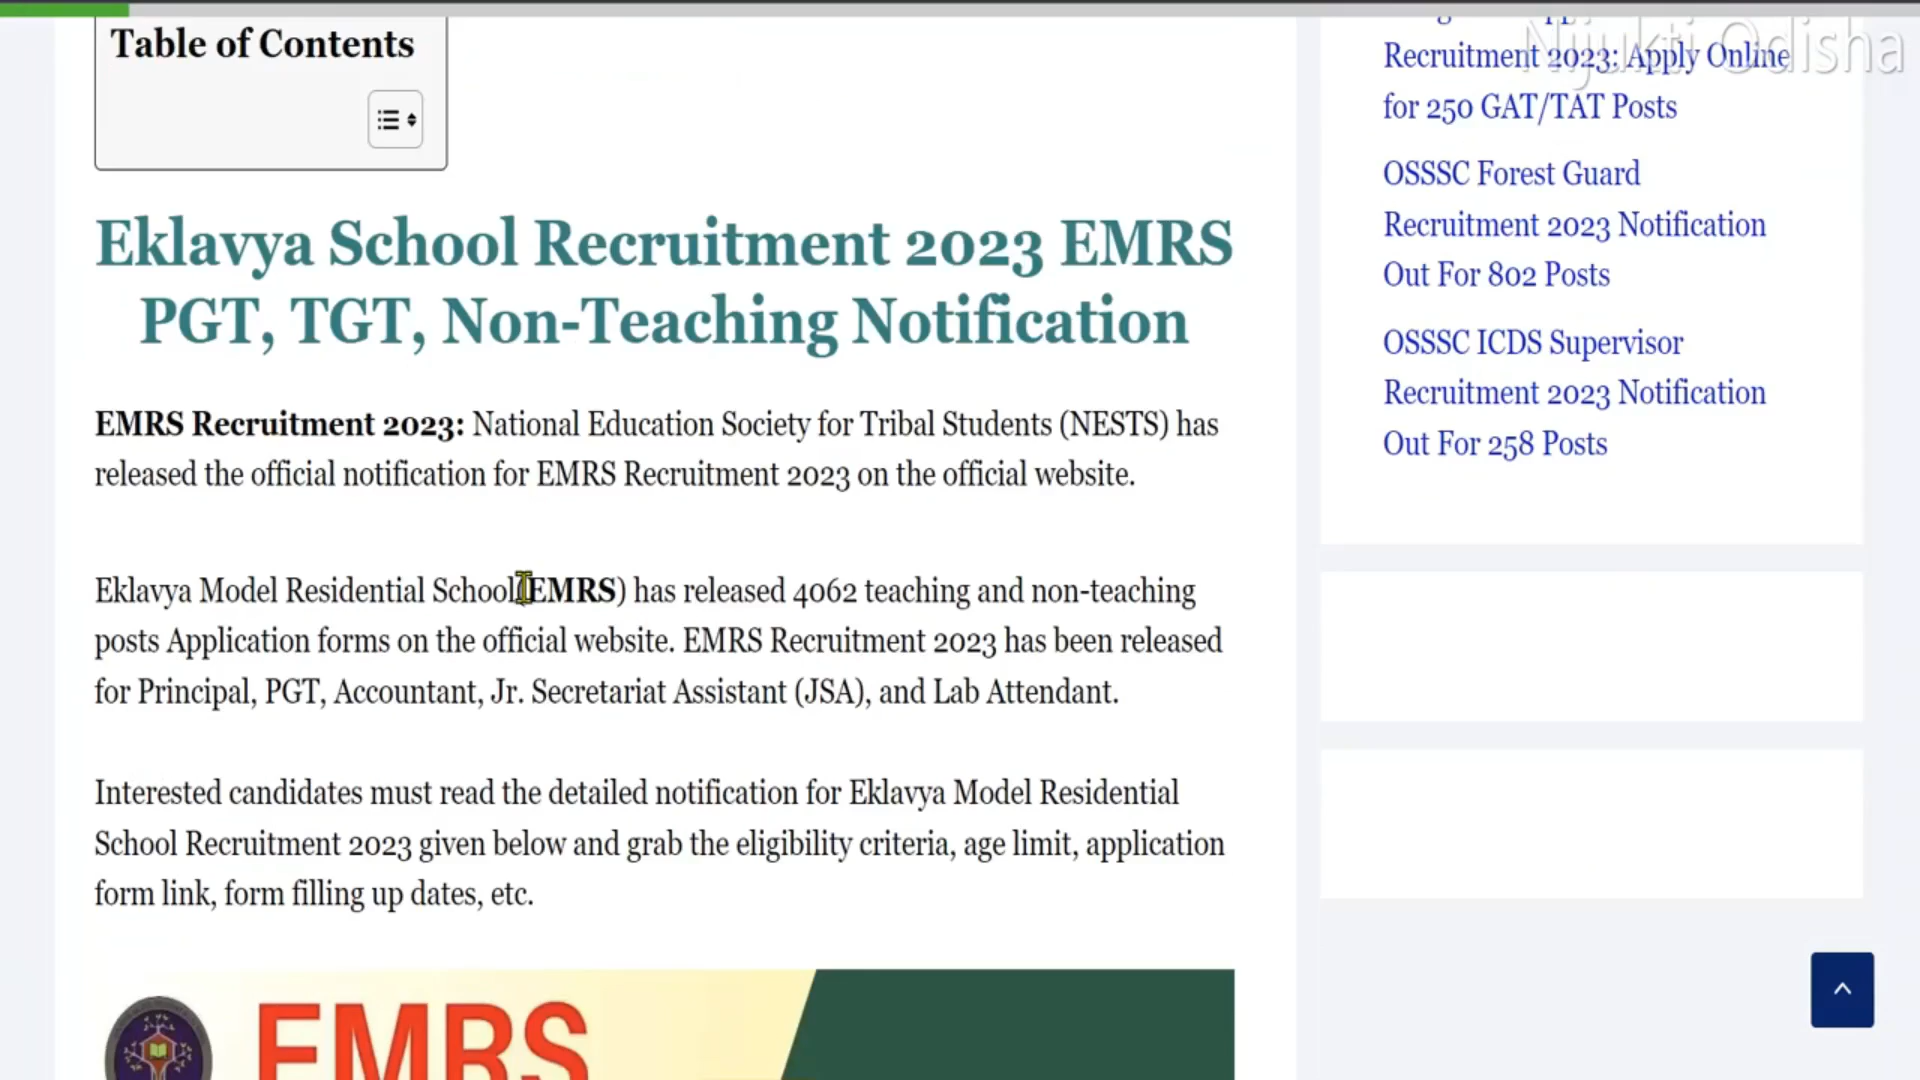 Table of Contents
Eklavya School Recruitment 2023 EMRS
PGT, TGT, Non-Teaching Notification
EMRS Recruitment 2023: National Education Society for Tribal Students (NESTS) has
released the official notification for EMRS Recruitment 2023 on the official website.
Eklavya Model Residential School(EMRS) has released 4062 teaching and non-teaching
posts Application forms on the official website. EMRS Recruitment 2023 has been released
for Principal, PGT, Accountant, Jr. Secretariat Assistant (JSA), and Lab Attendant.
Interested candidates must read the detailed notification for Eklavya Model Residential
School Recruitment 2023 given below and grab the eligibility criteria, age limit, application
form link, form filling up dates, etc.
EMRS
Nijukti Odisha
Recruitment 2023: Apply Online
for 250 GAT/TAT Posts
OSSSC Forest Guard
Recruitment 2023 Notification
Out For 802 Posts
OSSSC ICDS Supervisor
Recruitment 2023 Notification
Out For 258 Posts